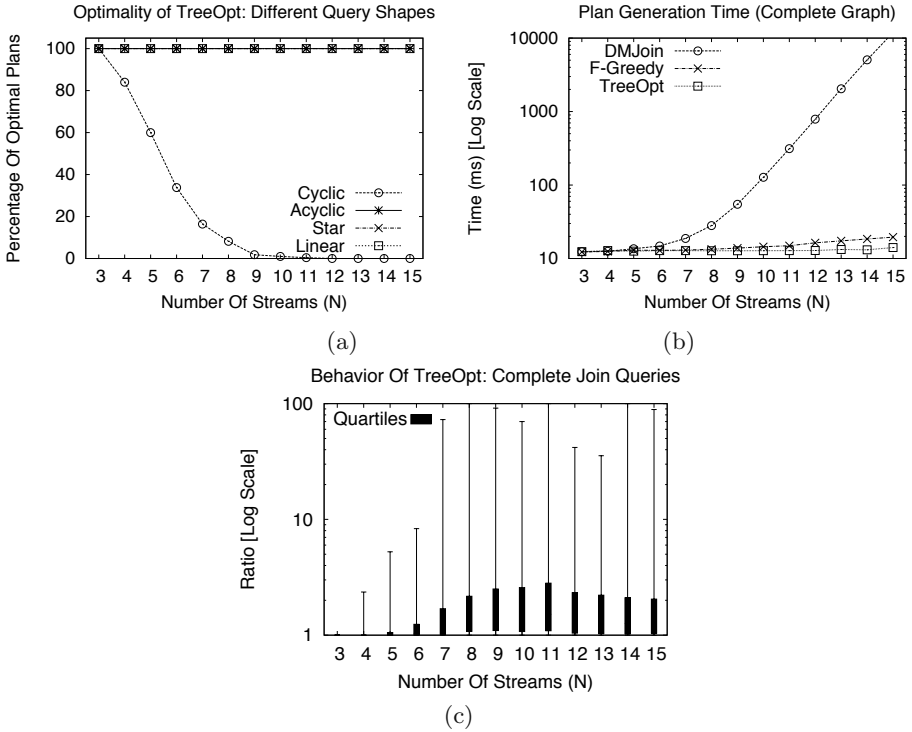 Optimality of TreeOpt: Different Query Shapes
Percentage Of Optimal Plans
100
80
60
40
20
0
Cyclic
Acyclic
Star
Linear
3 4 5 6 7 8 9 10 11 12 13 14 15
Number Of Streams (N)
(a)
Plan Generation Time (Complete Graph)
Time (ms) [Log Scale]
10000
1000
100
10
DMJoin
F-Greedy
TreeOpt
3 4 5 6 7 8 9 10 11 12 13 14 15
Number Of Streams (N)
(b)
Behavior Of TreeOpt: Complete Join Queries
Ratio [Log Scale]
100
10
1
Quartiles
3 4 5 6 7 8 9 10 11 12 13 14 15
Number Of Streams (N)
(c)